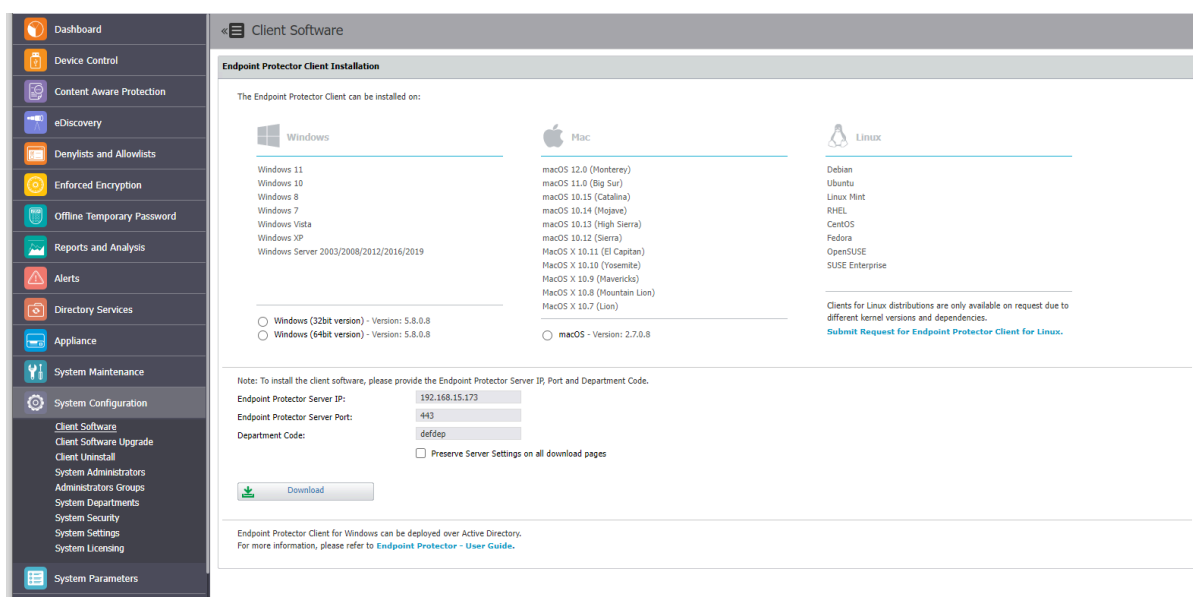 Dashboard
Device Control
Content Aware Protection
eDiscovery
Denylists and Allowlists
Enforced Encryption
Offline Temporary Password
Reports and Analysis
Alerts
Directory Services
Appliance
System Maintenance
System Configuration
Client Software
Client Software Upgrade
Client Uninstall
System Administrators
Administrators Groups
System Departments
System Security
System Settings
System Licensing
System Parameters
« Client Software
Endpoint Protector Client Installation
The Endpoint Protector Client can be installed on:
Windows
Windows 11
Windows 10
Windows 8
Windows 7
Windows Vista
Windows XP
Windows Server 2003/2008/2012/2016/2019
Windows (32bit version) - Version: 5.8.0.8
Windows (64bit version) - Version: 5.8.0.8
Mac
macOS 12.0 (Monterey)
macOS 11.0 (Big Sur)
macOS 10.15 (Catalina)
macOS 10.14 (Mojave)
macOS 10.13 (High Sierra)
macOS 10.12 (Sierra)
MacOS X 10.11 (El Capitan)
MacOS X 10.10 (Yosemite)
MacOS X 10.9 (Mavericks)
MacOS X 10.8 (Mountain Lion)
MacOS X 10.7 (Lion)
macOS - Version: 2.7.0.8
Linux
Debian
Ubuntu
Linux Mint
RHEL
CentOS
Fedora
OpenSUSE
SUSE Enterprise
Clients for Linux distributions are only available on request due to
different kernel versions and dependencies.
Submit Request for Endpoint Protector Client for Linux.
Note: To install the client software, please provide the Endpoint Protector Server IP, Port and Department Code.
Endpoint Protector Server IP: 192.168.15.173
Endpoint Protector Server Port: 443
Department Code: defdep
Preserve Server Settings on all download pages
Download
Endpoint Protector Client for Windows can be deployed over Active Directory.
For more information, please refer to Endpoint Protector - User Guide.